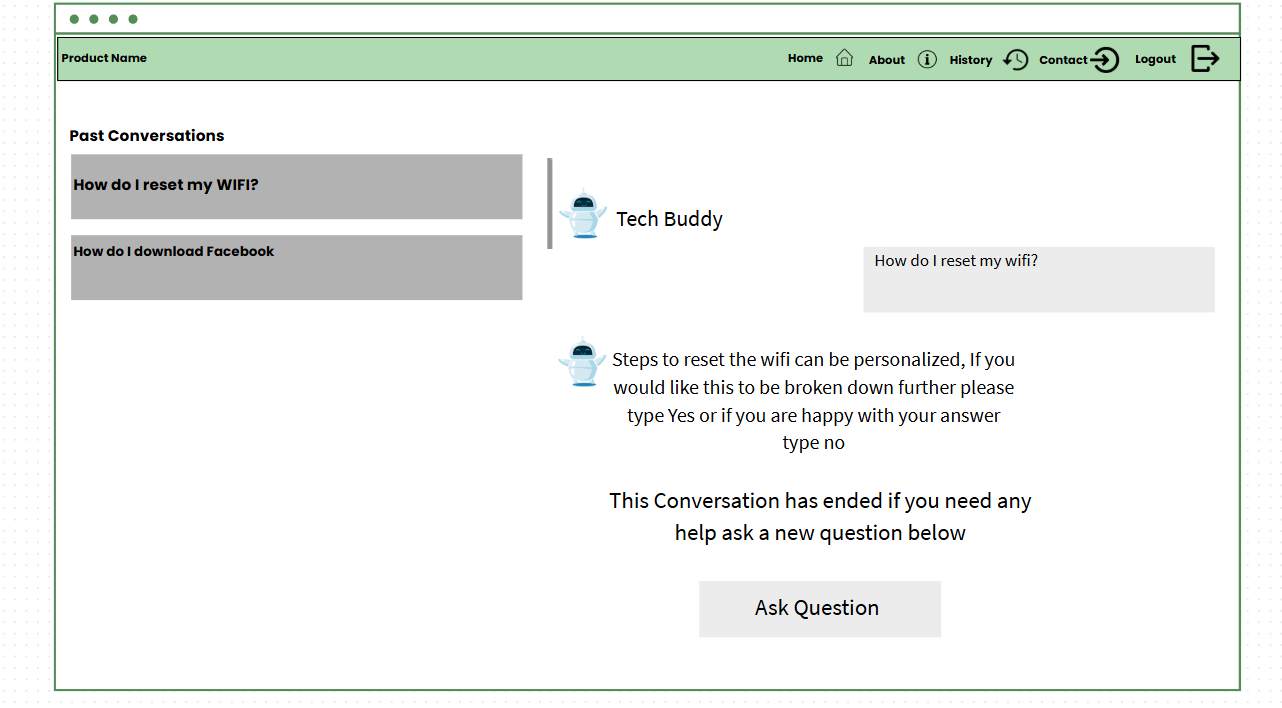 Product Name
Home
About
History
Contact
Logout
Past Conversations
How do I reset my WIFI?
How do I download Facebook
Tech Buddy
How do I reset my wifi?
Steps to reset the wifi can be personalized, If you
would like this to be broken down further please
type Yes or if you are happy with your answer
type no
This Conversation has ended if you need any
help ask a new question below
Ask Question